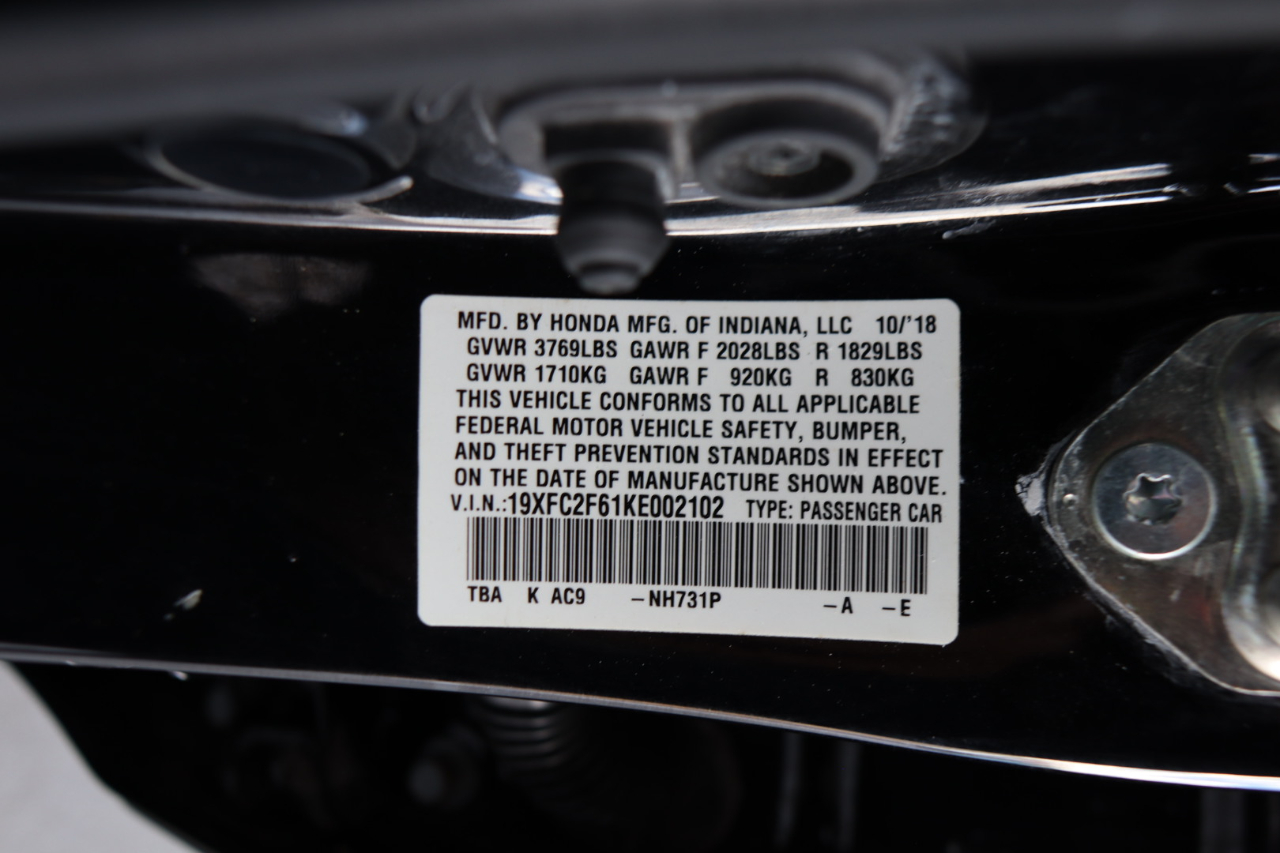 MFD. BY HONDA MFG. OF INDIANA, LLC 10/'18
GVWR 3769LBS GAWR F 2028LBS R 1829LBS
GVWR 1710KG GAWR F 920KG R 830KG
THIS VEHICLE CONFORMS TO ALL APPLICABLE
FEDERAL MOTOR VEHICLE SAFETY, BUMPER,
AND THEFT PREVENTION STANDARDS IN EFFECT
ON THE DATE OF MANUFACTURE SHOWN ABOVE.
V.I.N.:19XFC2F61KE002102 TYPE: PASSENGER CAR
TBA K AC9 -NH731P -A -E